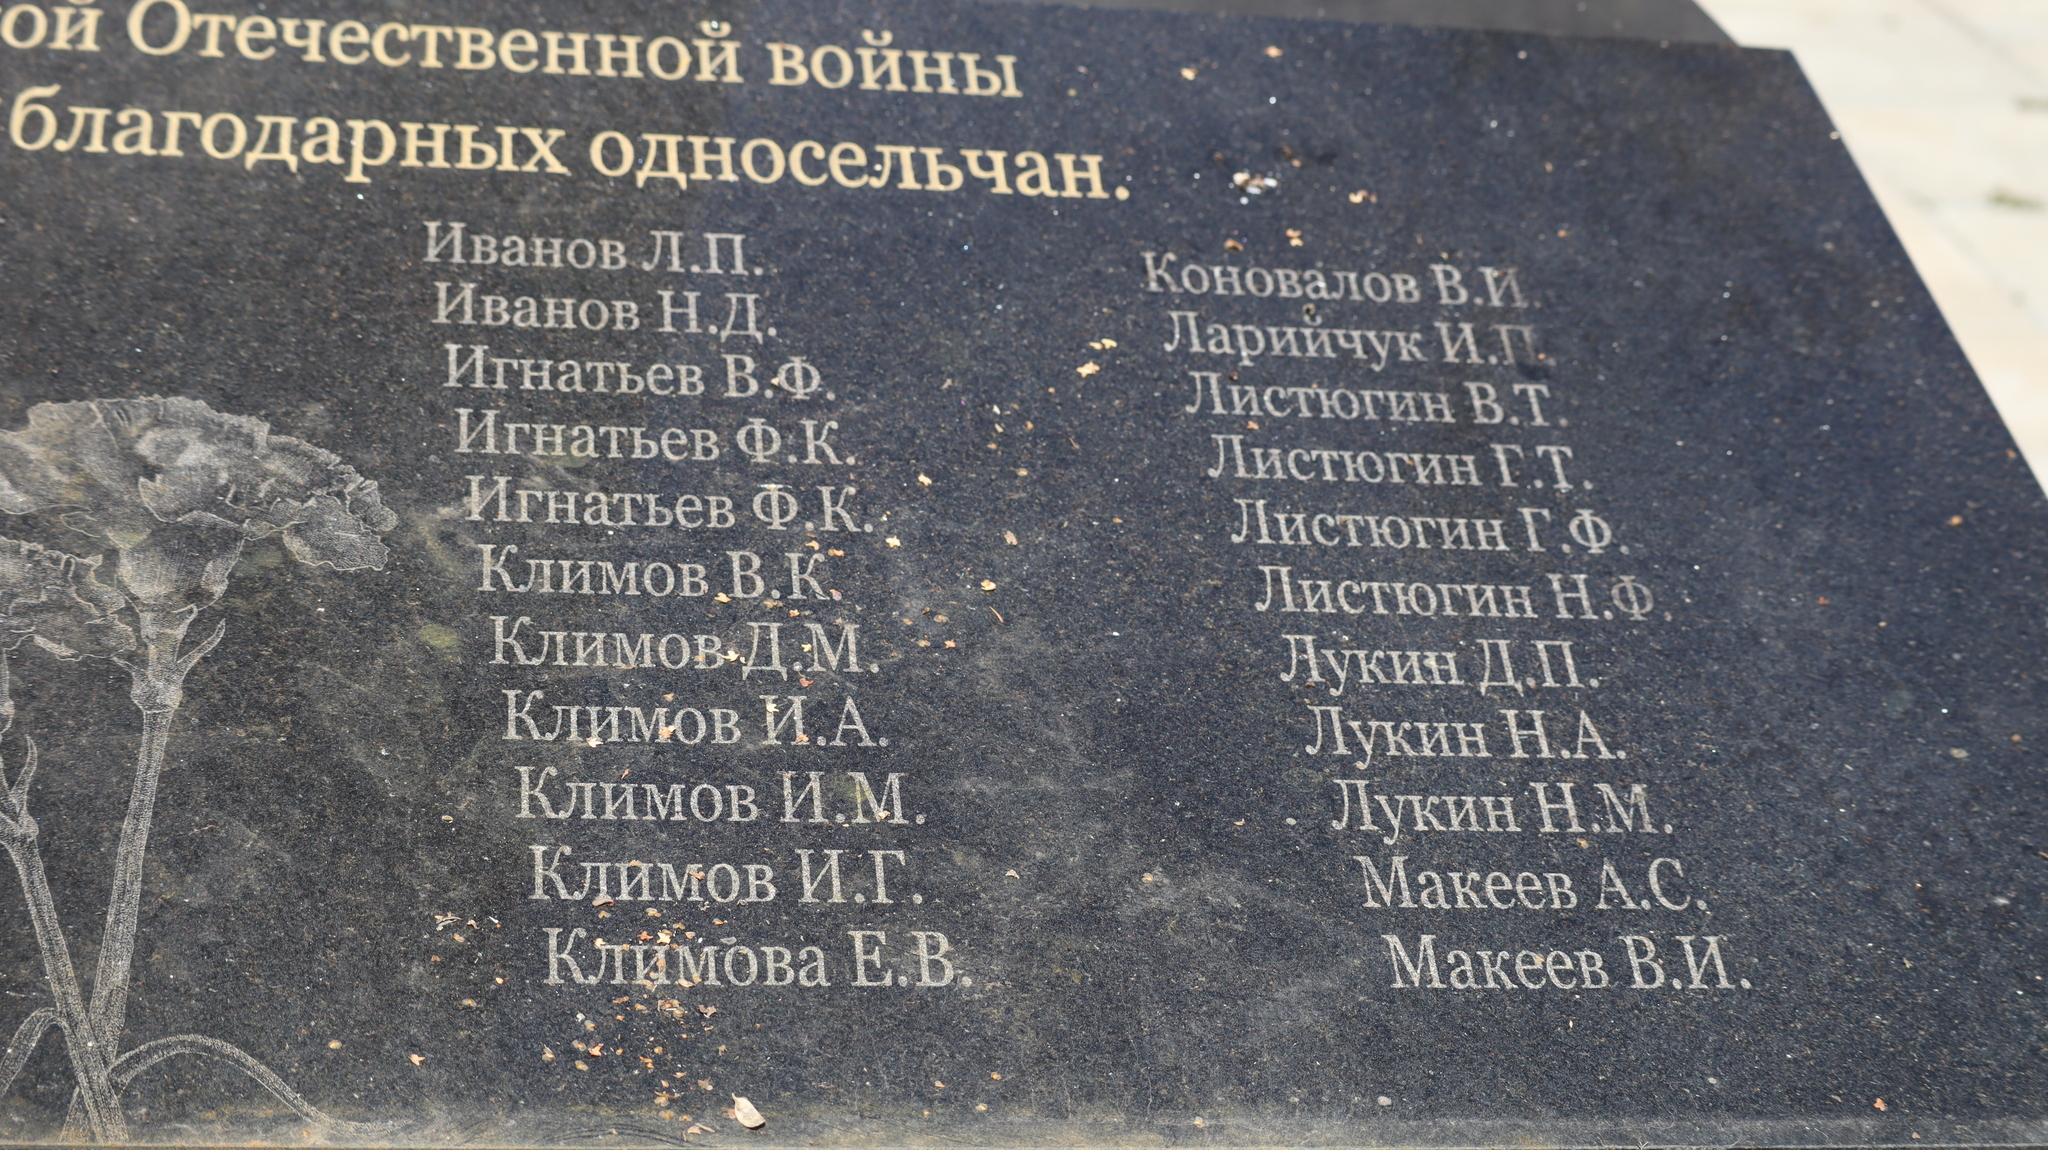 ой Отечественной войны
благодарных односельчан.
Иванов Л.П.
Иванов Н.Д.
Игнатьев В.Ф.
Игнатьев Ф.К.
Игнатьев Ф.К.
Климов В.К.
Климов Д.М.
Климов И.А.
Климов И.М.
Климов И.Г.
Климова Е.В.
Коновалов В.И.
Ларийчук И.П.
Листюгин В.Т.
Листюгин Г.Т.
Листюгин Г.Ф.
Листюгин Н.Ф.
Лукин Д.П.
Лукин Н.А.
Лукин Н.М.
Макеев А.С.
Макеев В.И.